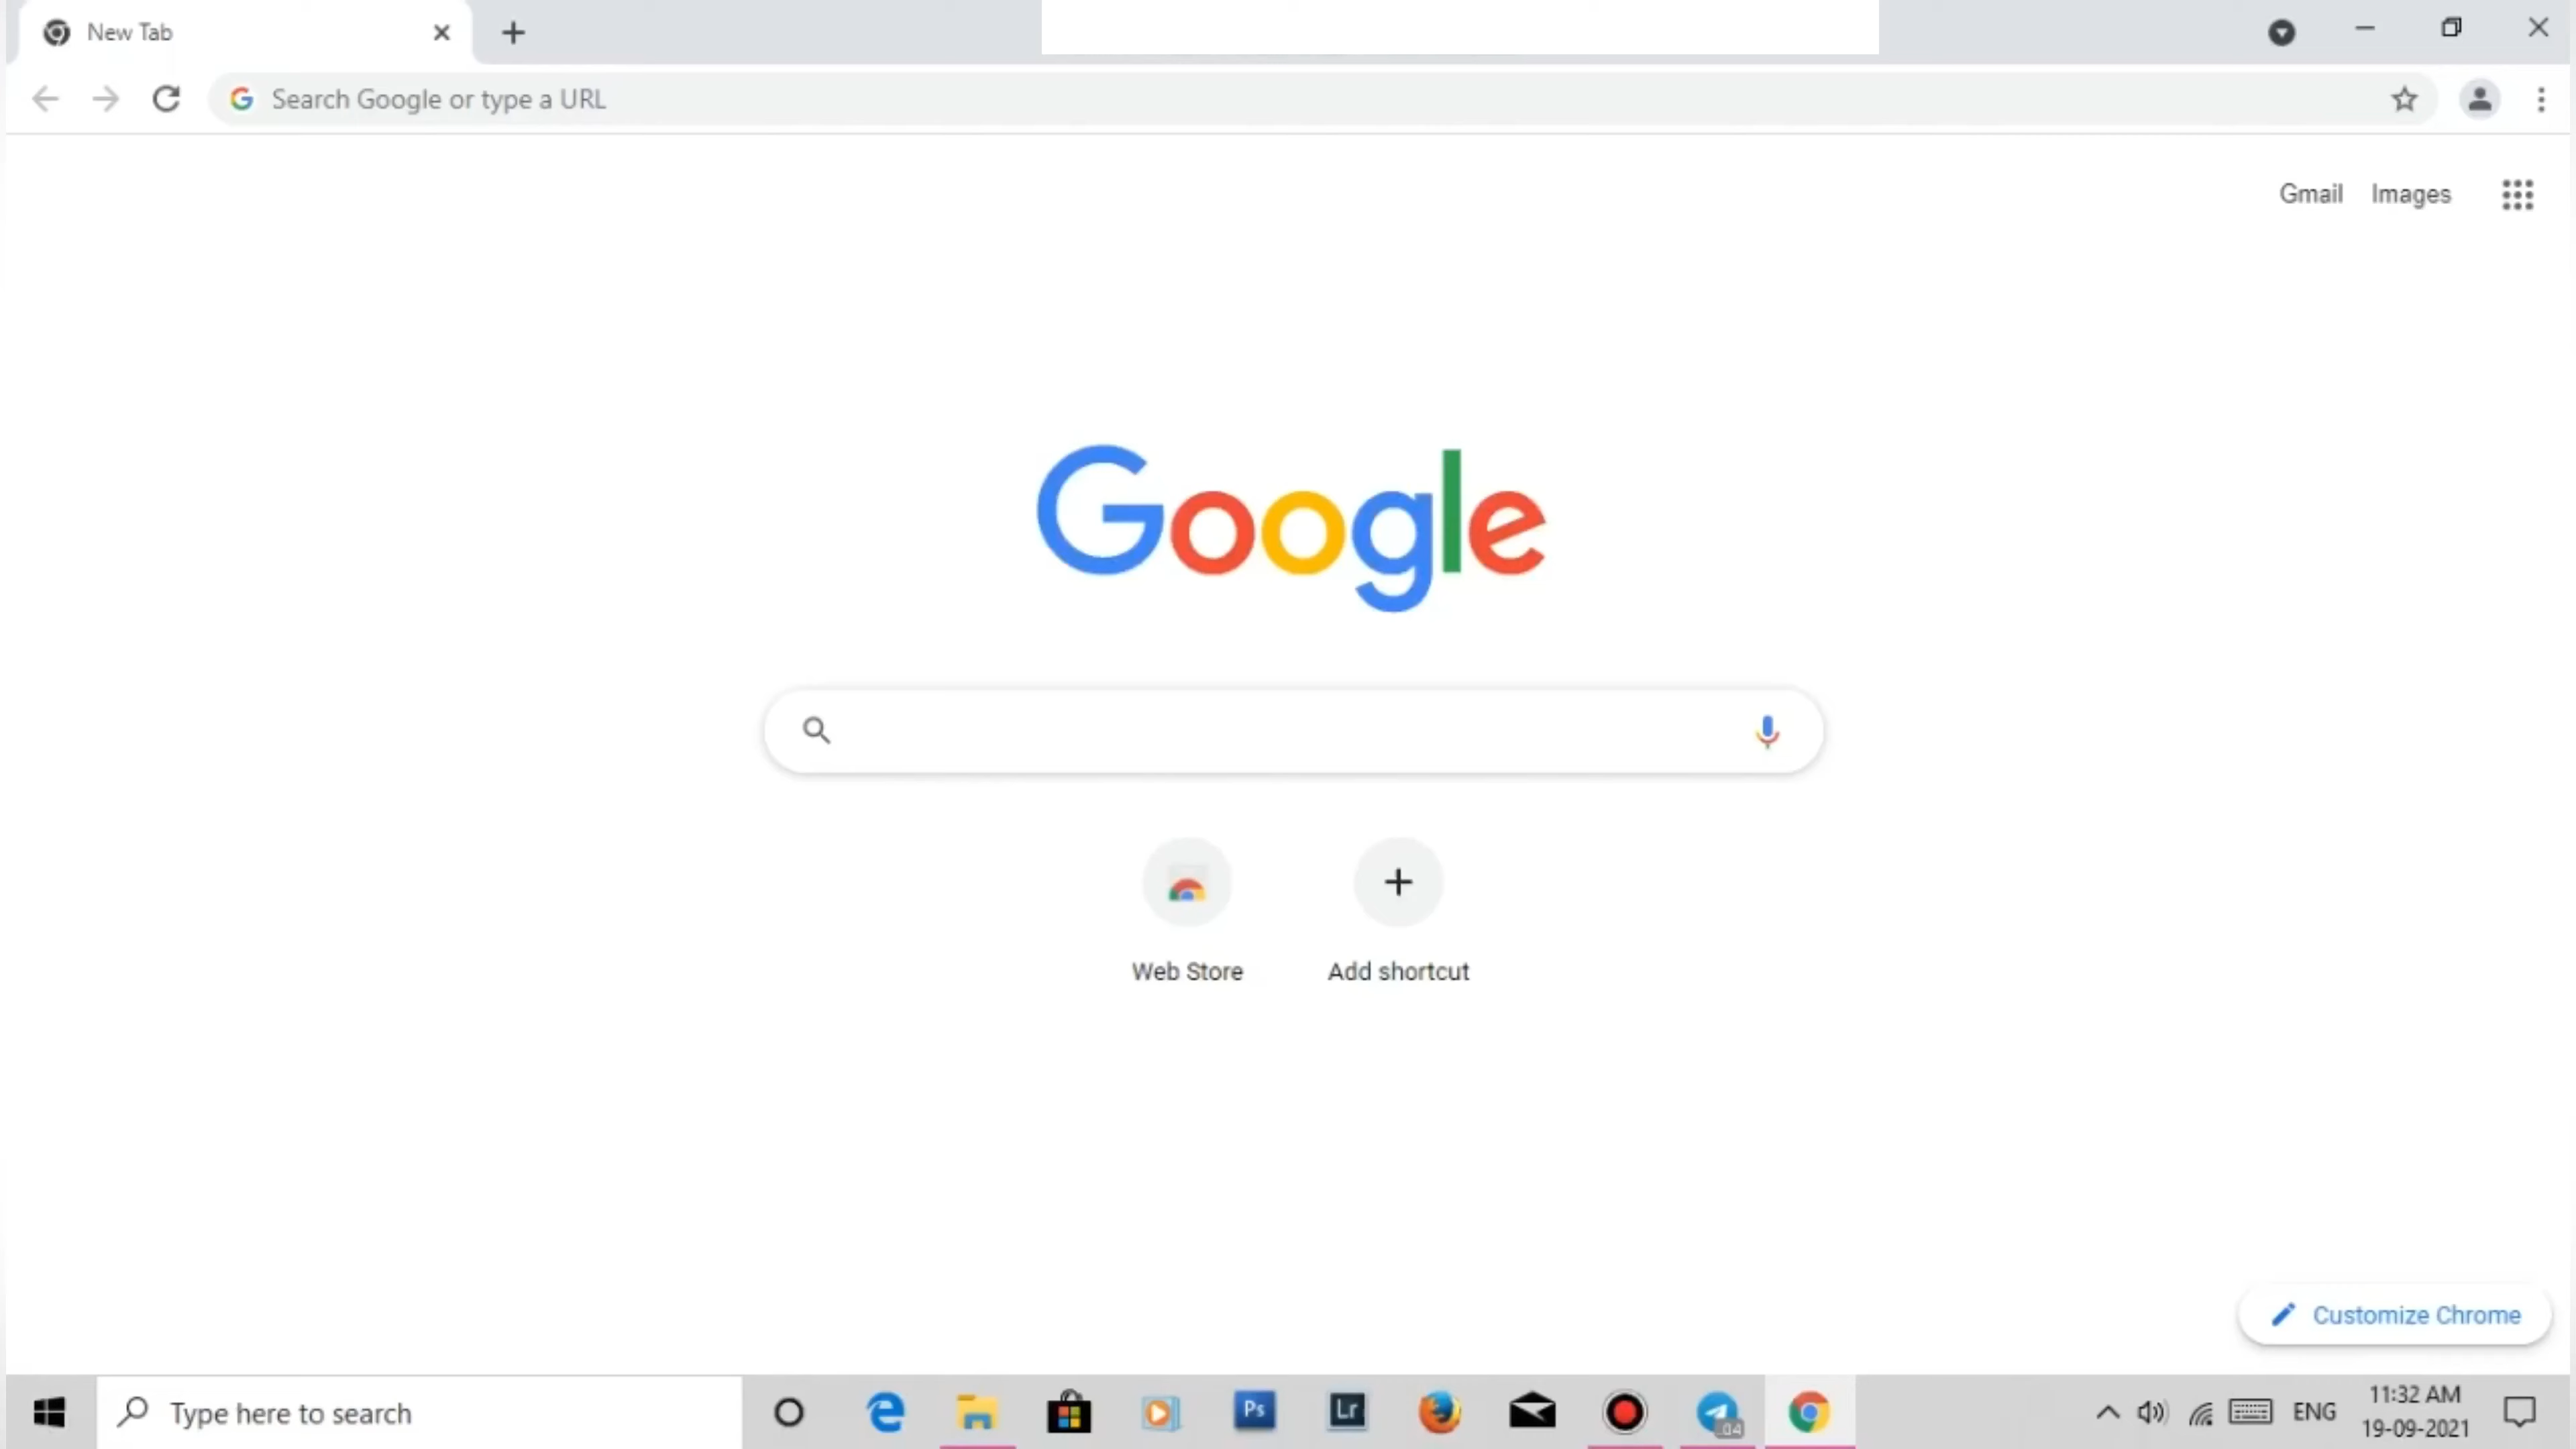 New Tab
Search Google or type a URL
Gmail Images
Google
Web Store Add shortcut
Customize Chrome
Type here to search
Ps
Lr
04
ENG
11:32 AM
19-09-2021